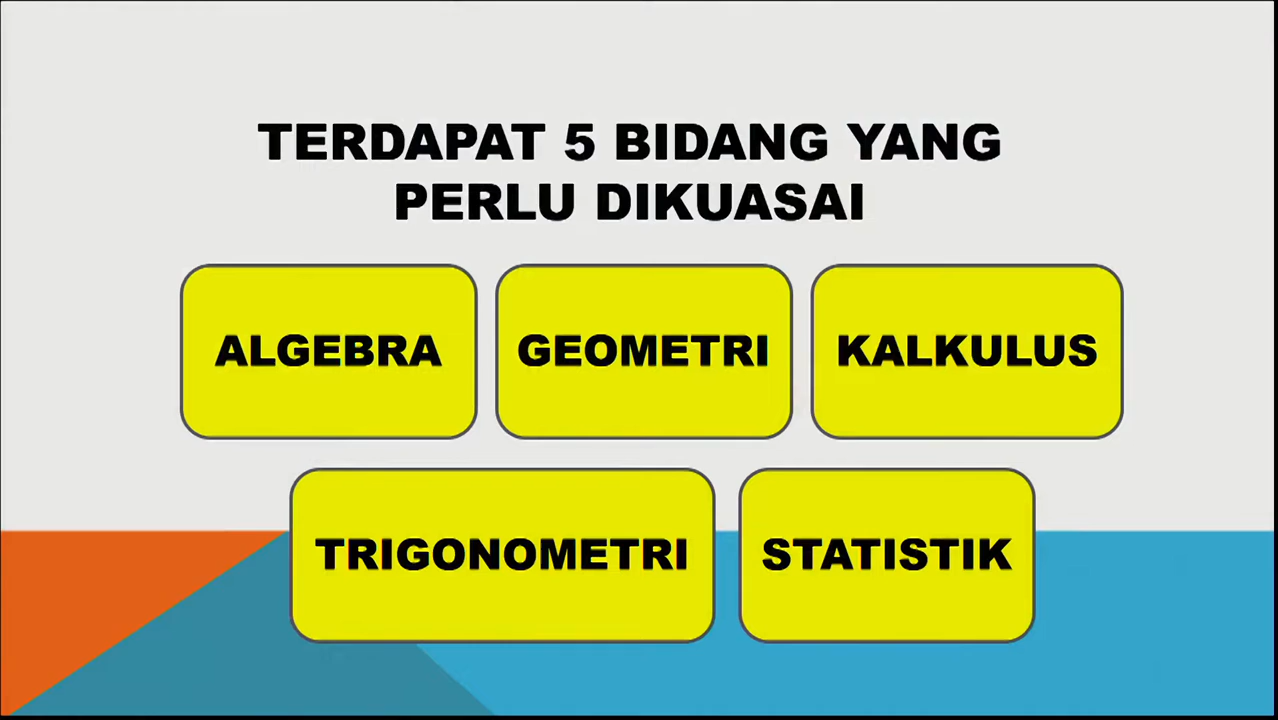 TERDAPAT 5 BIDANG YANG
PERLU DIKUASAI
ALGEBRA
GEOMETRI
KALKULUS
TRIGONOMETRI
STATISTIK